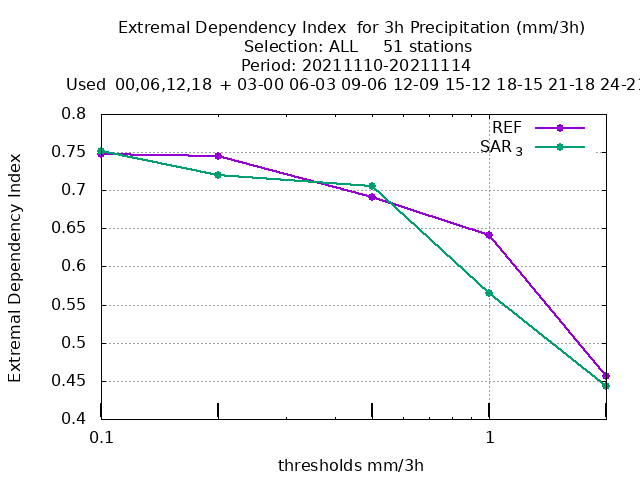 Extremal Dependency Index  for 3h Precipitation (mm/3h)
Selection: ALL     51 stations
Period: 20211110-20211114
Used  00,06,12,18  + 03-00 06-03 09-06 12-09  15-12  18-15  21-18  24-21
REF
SAR 3
0.8
0.75
0.7
0.65
0.6
0.55
0.5
0.45
0.4
Extremal Dependency Index
0.1
1
thresholds mm/3h